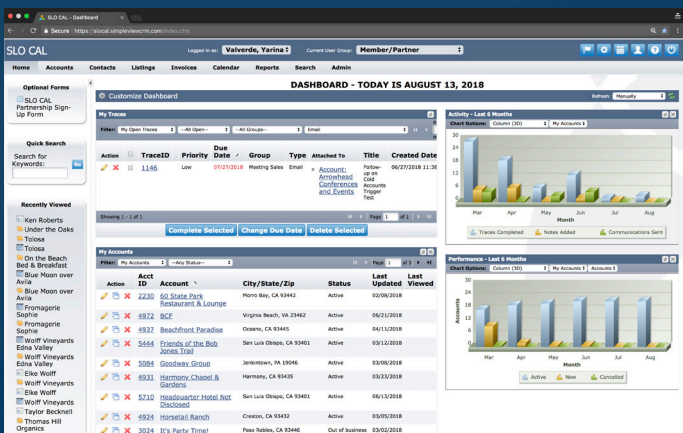 SLO CAL - Dashboard
Secure https://slocal.simpleviewcrm.com/index.cfm
SLO CAL
Logged in as: Valverde, Yarina
Current User Group: Member/Partner
Home Accounts Contacts Listings Invoices Calendar Reports Search Admin
Optional Forms
SLO CAL
Partnership Sign-
Up Form
Quick Search
Search for
Keywords:
Go
Recently Viewed
Ken Roberts
Under the Oaks
Tolosa
Tolosa
On the Beach
Bed & Breakfast
Blue Moon over
Avila
Blue Moon over
Avila
Fromagerie
Sophie
Fromagerie
Sophie
Wolff Vineyards
Edna Valley
Wolff Vineyards
Edna Valley
Elke Wolff
Wolff Vineyards
Elke Wolff
Wolff Vineyards
Taylor Becknell
Thomas Hill
Organics
DASHBOARD - TODAY IS AUGUST 13, 2018
Customize Dashboard
Refresh: Manually
My Traces
Filter: My Open Traces --All Open-- --All Groups-- Email
Action TraceID Priority Due Date Group Type Attached To Title Created Date
1146 Low 07/27/2018 Meeting Sales Email Account: Arrowhead Conferences and Events Follow-up on Cold Accounts Trigger Test 06/27/2018 11:38
Showing 1 - 1 of 1
Page 1 of 1
Complete Selected Change Due Date Delete Selected
My Accounts
Filter: My Accounts --Any Status--
Page 1 of 3
Action Acct ID Account City/State/Zip Status Last Updated Last Viewed
2230 60 State Park Restaurant & Lounge Morro Bay, CA 93442 Active 02/08/2018
4972 BCF Virginia Beach, VA 23462 Active 06/21/2018
4937 Beachfront Paradise Oceano, CA 93445 Active 04/11/2018
5444 Friends of the Bob Jones Trail San Luis Obispo, CA 93401 Active 03/12/2018
5084 Goodway Group Jenkintown, PA 19046 Active 03/08/2018
4931 Harmony Chapel & Gardens Harmony, CA 93435 Active 03/23/2018
5710 Headquarter Hotel Not Disclosed San Luis Obispo, CA 93401 Active 06/13/2018
4924 Horsetail Ranch Creston, CA 93432 Active 03/05/2018
3024 It's Party Time! Paso Robles, CA 93446 Out of business 03/02/2018
Activity - Last 6 Months
Chart Options: Column (3D) My Accounts
30
24
18
12
6
0
Mar Apr May Jun Jul Aug
Month
Traces Completed Notes Added Communications Sent
Performance - Last 6 Months
Chart Options: Column (3D) My Accounts Accounts
Accounts
30
24
18
12
6
0
Mar Apr May Jun Jul Aug
Month
Active New Cancelled